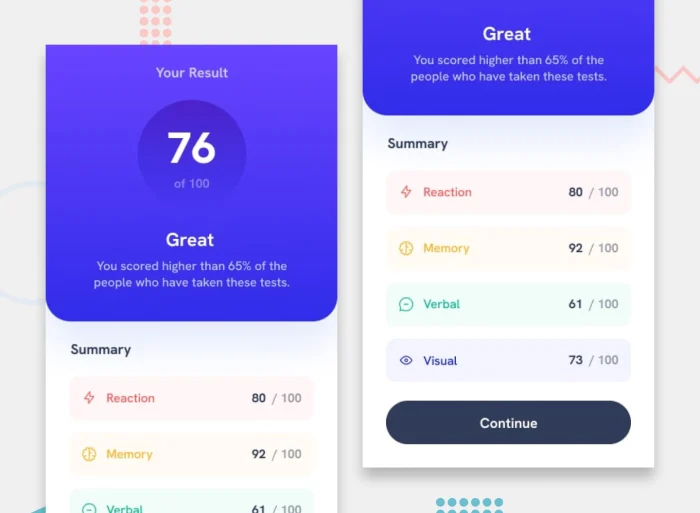 Your Result
76
of 100
Great
You scored higher than 65% of the
people who have taken these tests.
Summary
Reaction 80 / 100
Memory 92 / 100
Verbal 61 / 100
Great
You scored higher than 65% of the
people who have taken these tests.
Summary
Reaction 80 / 100
Memory 92 / 100
Verbal 61 / 100
Visual 73 / 100
Continue